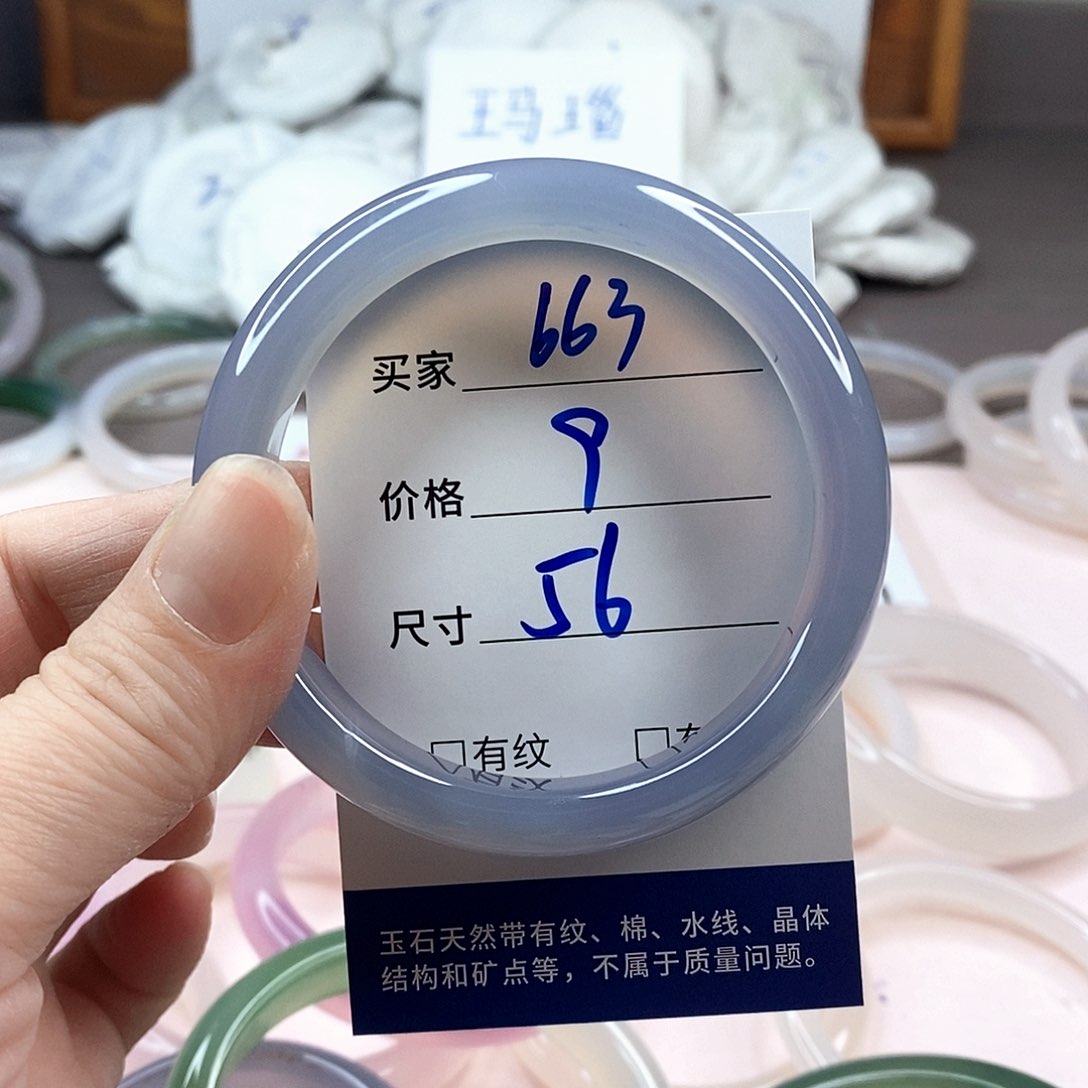 玉玛瑙
买家 663
价格 9
尺寸 56
有纹
玉石天然带有纹、棉、水线、晶体
结构和矿点等，不属于质量问题。